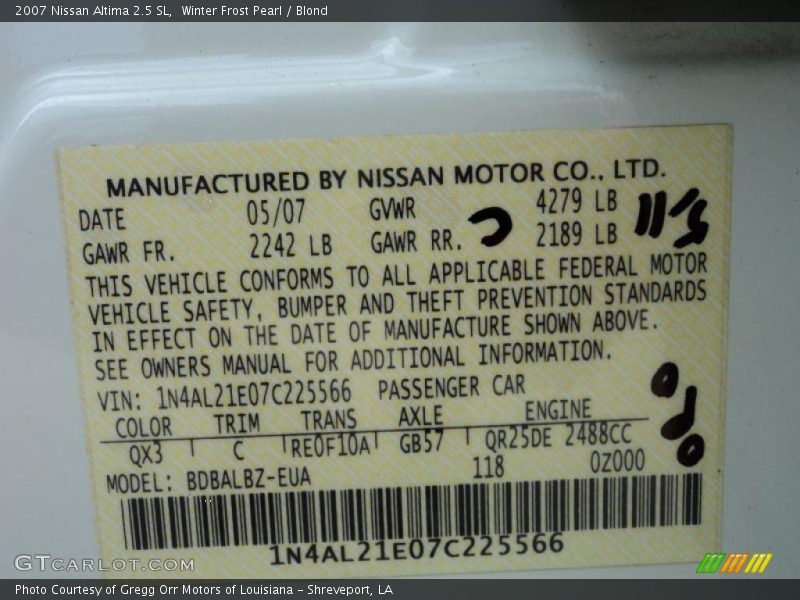 2007 Nissan Altima 2.5 SL, Winter Frost Pearl / Blond
MANUFACTURED BY NISSAN MOTOR CO., LTD.
DATE 05/07 GVWR 4279 LB
GAWR FR. 2242 LB GAWR RR. 2189 LB
THIS VEHICLE CONFORMS TO ALL APPLICABLE FEDERAL MOTOR
VEHICLE SAFETY, BUMPER AND THEFT PREVENTION STANDARDS
IN EFFECT ON THE DATE OF MANUFACTURE SHOWN ABOVE.
SEE OWNERS MANUAL FOR ADDITIONAL INFORMATION.
VIN: 1N4AL21E07C225566 PASSENGER CAR
COLOR TRIM TRANS AXLE ENGINE
QX3 C RE0F10A GB57 QR25DE 2488CC
118 0Z000
MODEL: BDBALBZ-EUA
1N4AL21E07C225566
GTCARLOT.COM
Photo Courtesy of Gregg Orr Motors of Louisiana - Shreveport, LA